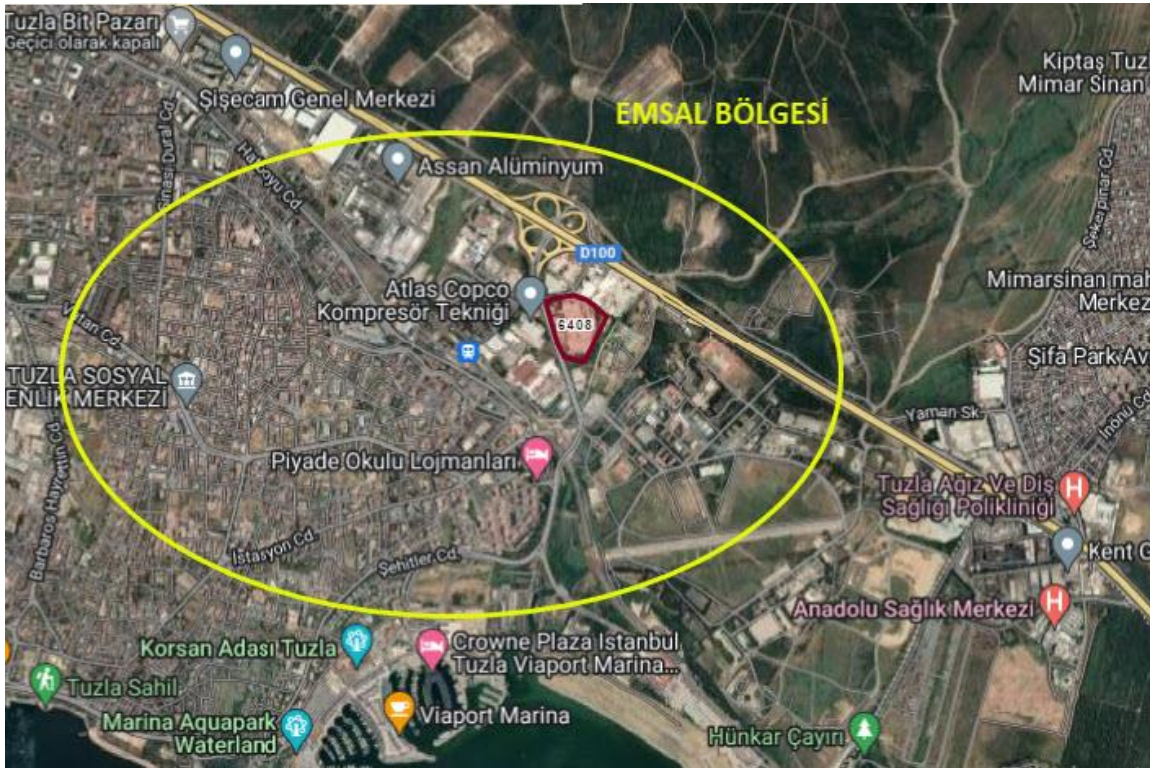 Tuzla Bit Pazarı
Geçici olarak kapalı
Şişecam Genel Merkezi
Kiptaş Tuzl
Mimar Sinan
EMSAL BÖLGESİ
Assan Alüminyum
Hatboyu Cd.
Şinasi Dural Cd.
Şekerpınar Cd.
D100
Atlas Copco
Kompresör Tekniği
6408
Mimarsinan mah
Merkez
Vatan Cd.
TUZLA SOSYAL
ENLİK MERKEZİ
Şifa Park Av
Yaman Sk.
İnönü Cd.
Barbaros Hayrettin Cd.
Piyade Okulu Lojmanları
Tuzla Ağız Ve Diş
Sağlığı Polikliniği
İstasyon Cd.
Şehitler Cd.
Kent G
Anadolu Sağlık Merkezi
Korsan Adası Tuzla
Crowne Plaza Istanbul
Tuzla Viaport Marina...
Tuzla Sahil
Marina Aquapark
Waterland
Viaport Marina
Hünkar Çayırı